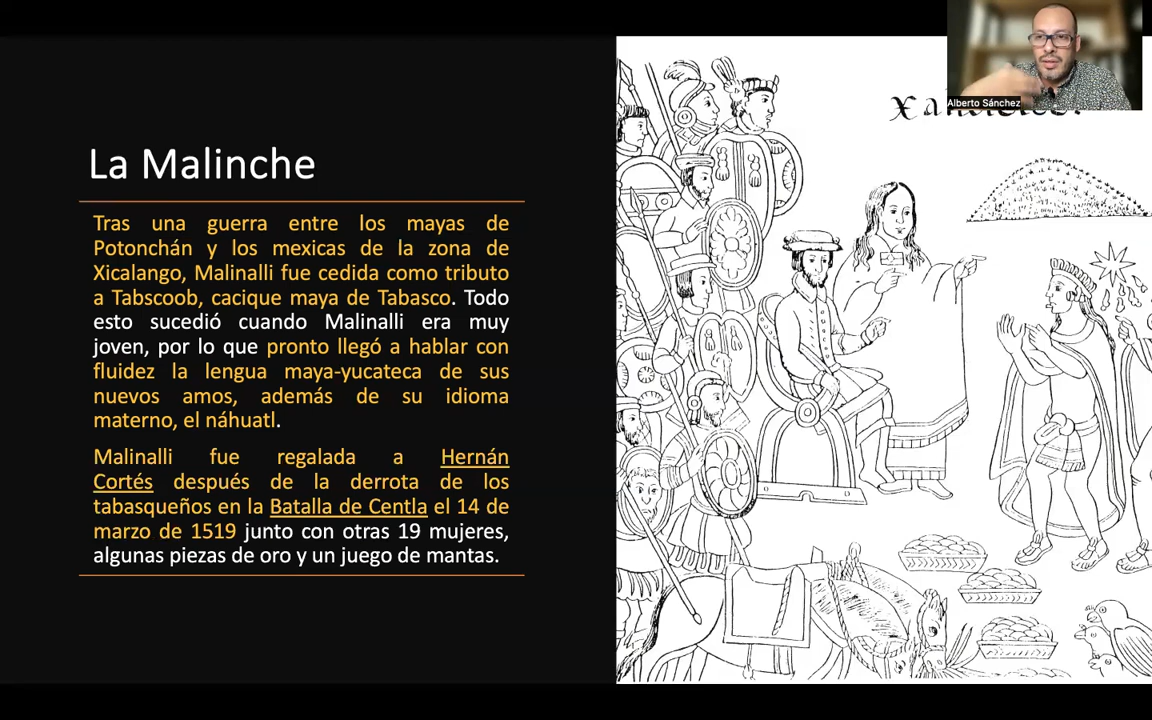 Alberto Sánchez
La Malinche
Tras una guerra entre los mayas de
Potonchán y los mexicas de la zona de
Xicalango, Malinalli fue cedida como tributo
a Tabscoob, cacique maya de Tabasco. Todo
esto sucedió cuando Malinalli era muy
joven, por lo que pronto llegó a hablar con
fluidez la lengua maya-yucateca de sus
nuevos amos, además de su idioma
materno, el náhuatl.
Malinalli fue regalada a Hernán
Cortés después de la derrota de los
tabasqueños en la Batalla de Centla el 14 de
marzo de 1519 junto con otras 19 mujeres,
algunas piezas de oro y un juego de mantas.